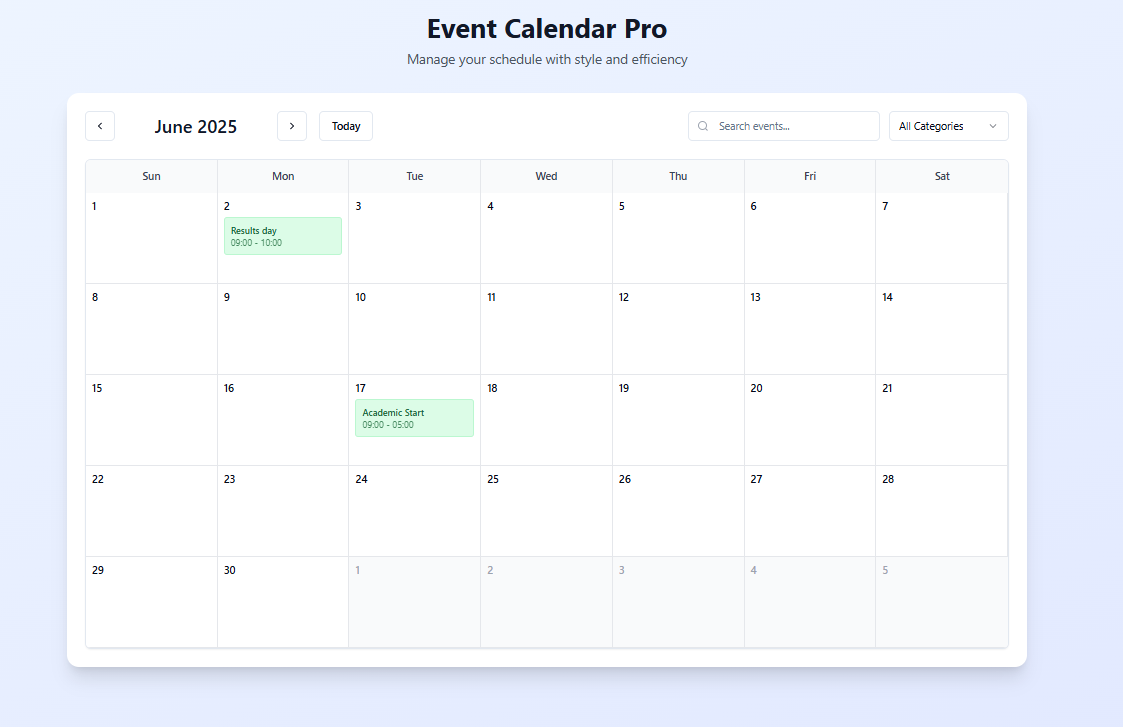 Event Calendar Pro
Manage your schedule with style and efficiency
June 2025
Today
Search events...
All Categories
Sun Mon Tue Wed Thu Fri Sat
1 2 3 4 5 6 7
Results day
09:00 - 10:00
8 9 10 11 12 13 14
15 16 17 18 19 20 21
Academic Start
09:00 - 05:00
22 23 24 25 26 27 28
29 30 1 2 3 4 5